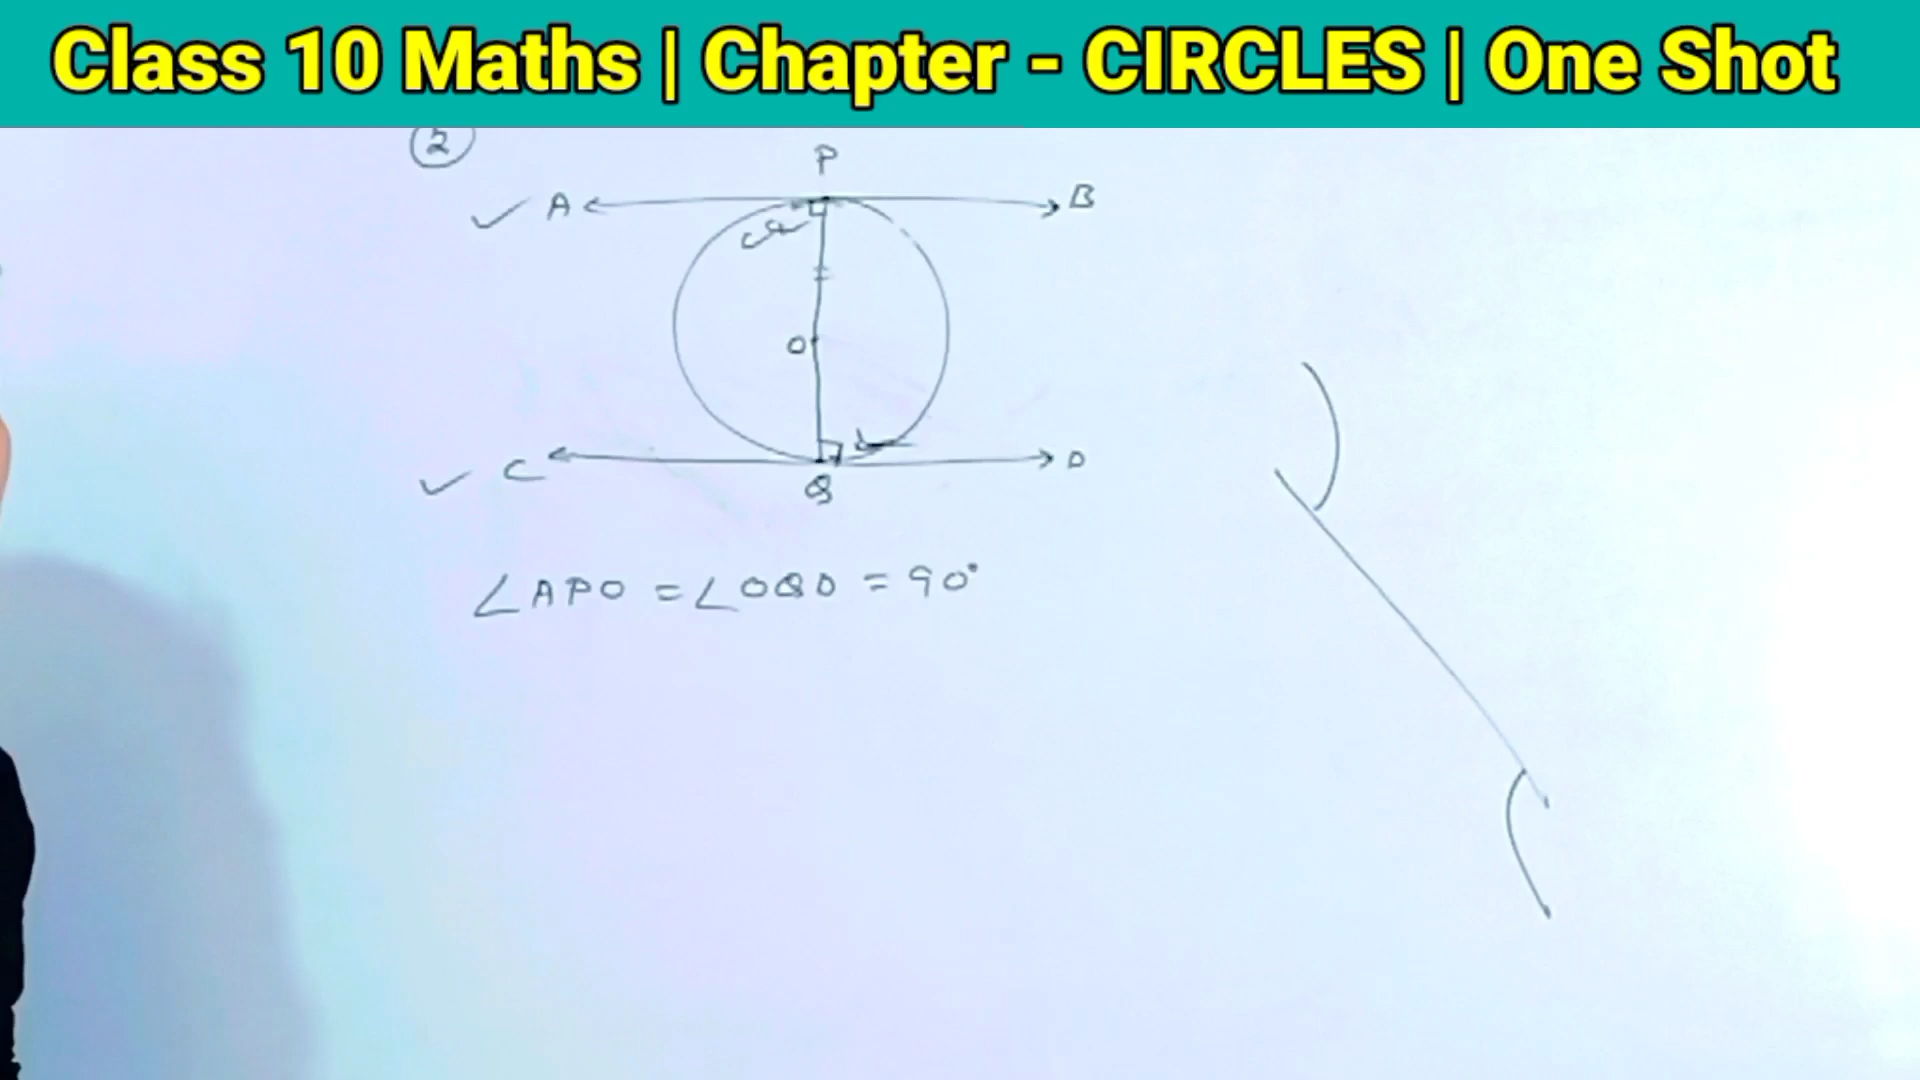 Class 10 Maths | Chapter - CIRCLES | One Shot
2
P
A
B
O
C
D
Q
∠APO = ∠OQD = 90°